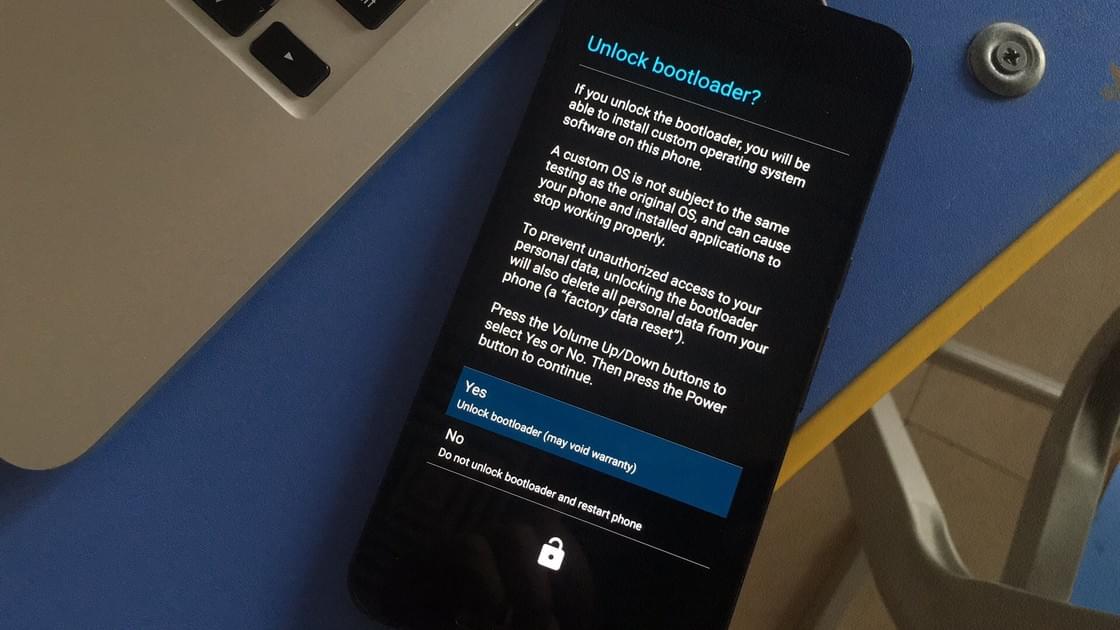 Unlock bootloader?
If you unlock the bootloader, you will be
able to install custom operating system
software on this phone.
A custom OS is not subject to the same
testing as the original OS, and can cause
your phone and installed applications to
stop working properly.
To prevent unauthorized access to your
personal data, unlocking the bootloader
will also delete all personal data from your
phone (a “factory data reset”).
Press the Volume Up/Down buttons to
select Yes or No. Then press the Power
button to continue.
Yes
Unlock bootloader (may void warranty)
No
Do not unlock bootloader and restart phone